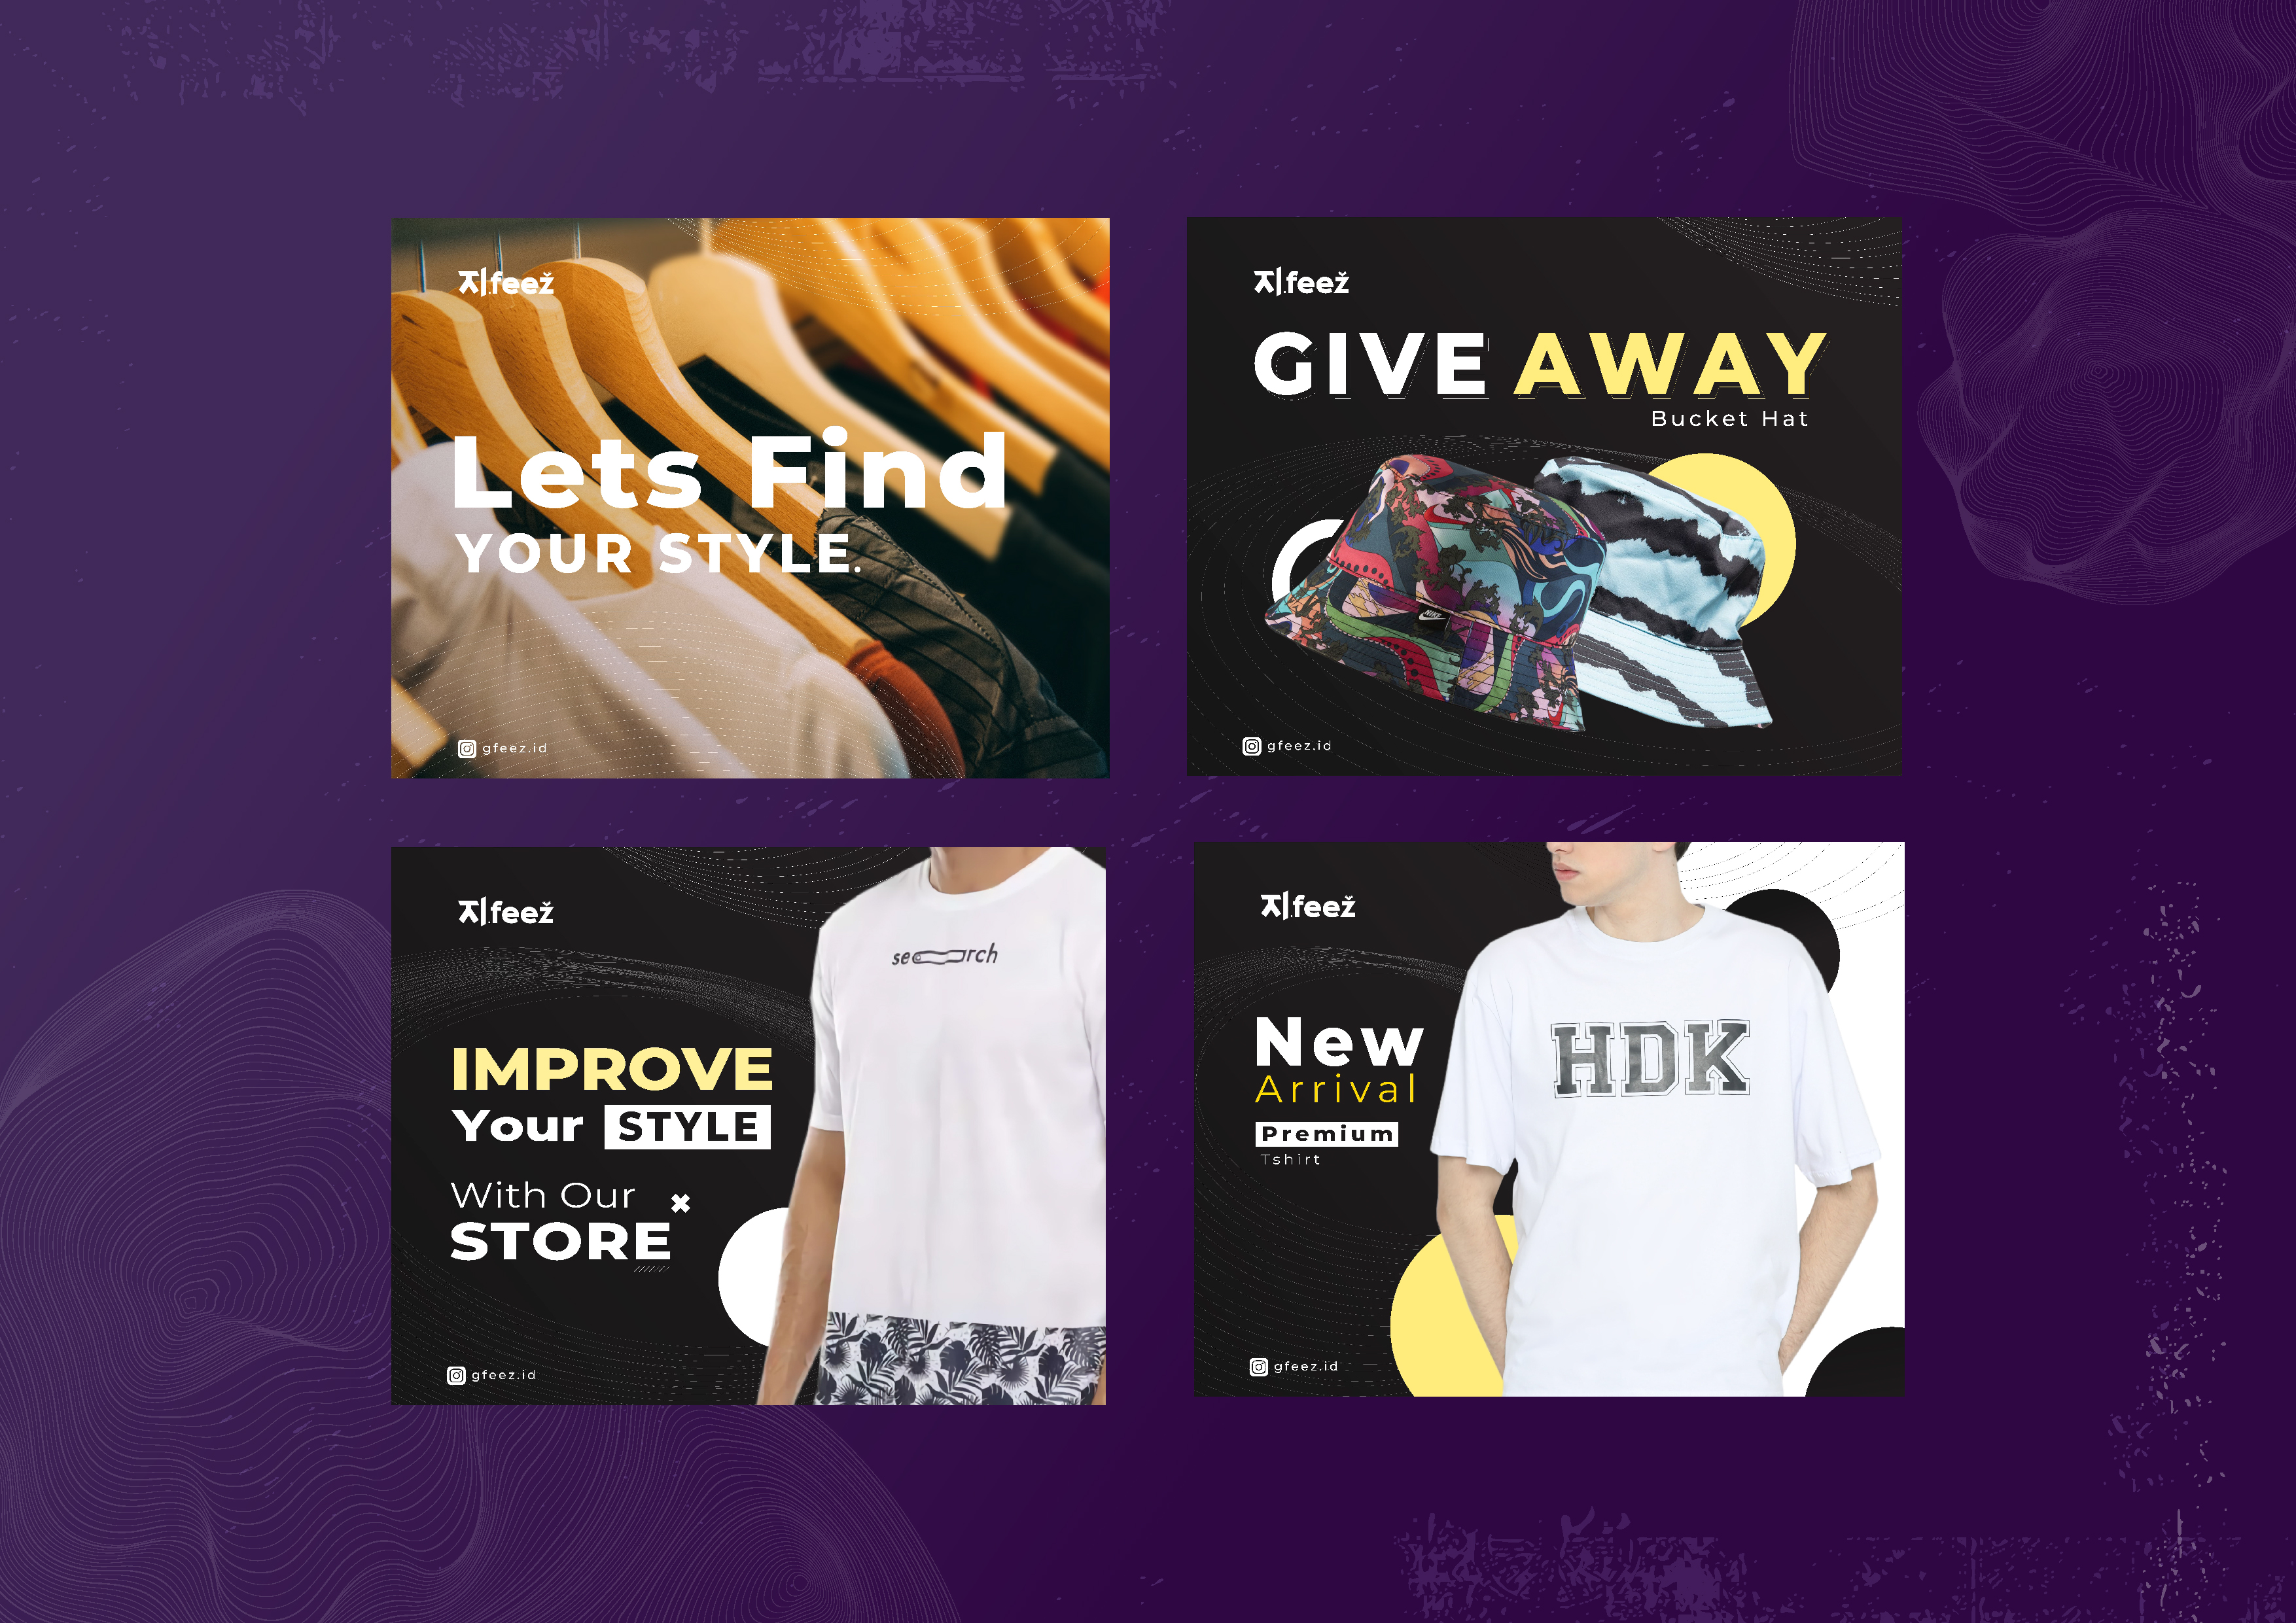 지.feež
Lets Find
YOUR STYLE.
gfeez.id
지.feež
GIVE AWAY
Bucket Hat
NIKE
gfeez.id
지.feež
search
IMPROVE
Your STYLE
With Our
STORE
gfeez.id
지.feež
HDK
New
Arrival
Premium
Tshirt
gfeez.id